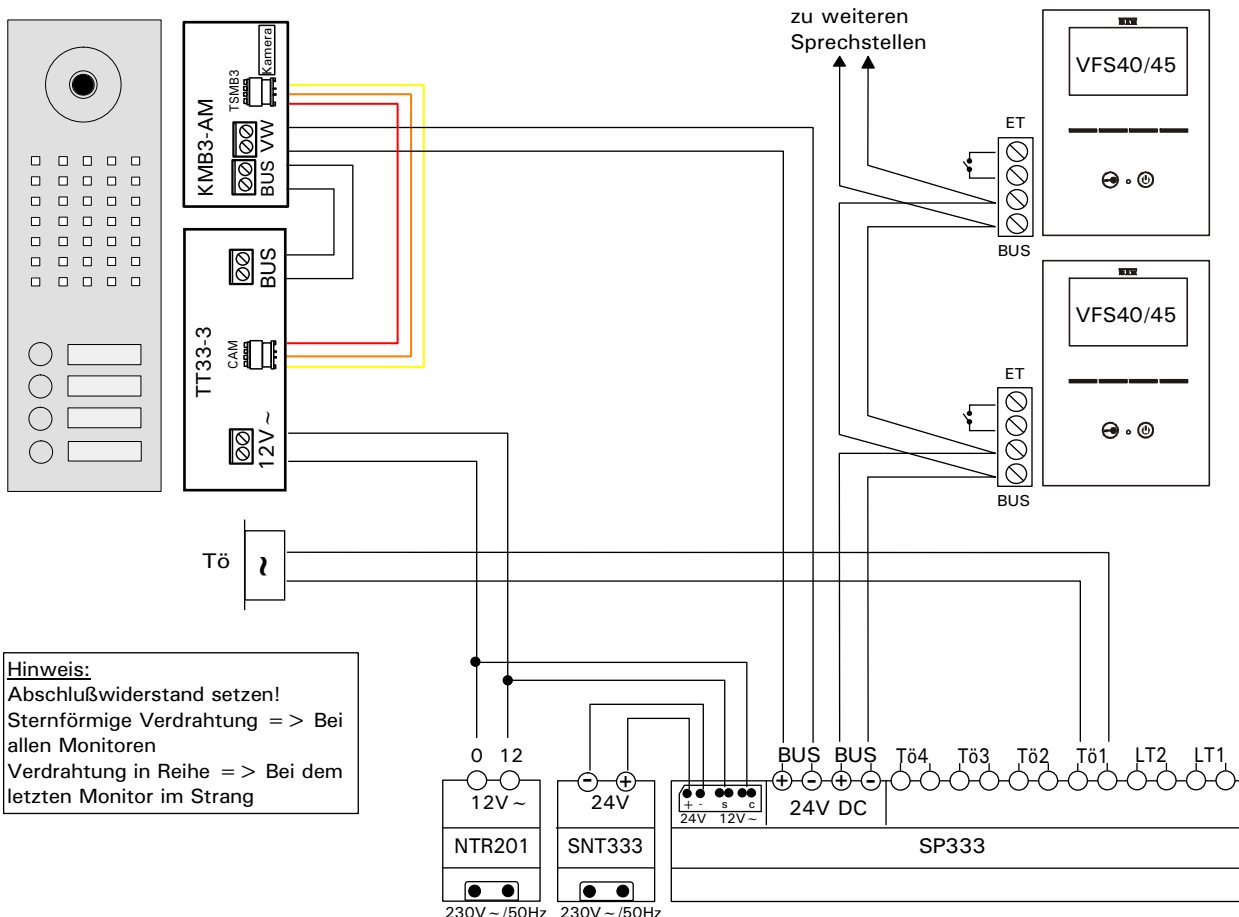 zu weiteren
Sprechstellen
STR
VFS40/45
ET
BUS
STR
VFS40/45
ET
BUS
KMB3-AM
Kamera
TSMB3
VW
BUS
TT33-3
BUS
CAM
12V ~
Tö
~
Hinweis:
Abschlußwiderstand setzen!
Sternförmige Verdrahtung => Bei
allen Monitoren
Verdrahtung in Reihe => Bei dem
letzten Monitor im Strang
0 12
12V ~
NTR201
230V ~ /50Hz
- +
24V
SNT333
230V ~ /50Hz
+ - s c
24V 12V ~
BUS BUS Tö4 Tö3 Tö2 Tö1 LT2 LT1
+ - + -
24V DC
SP333